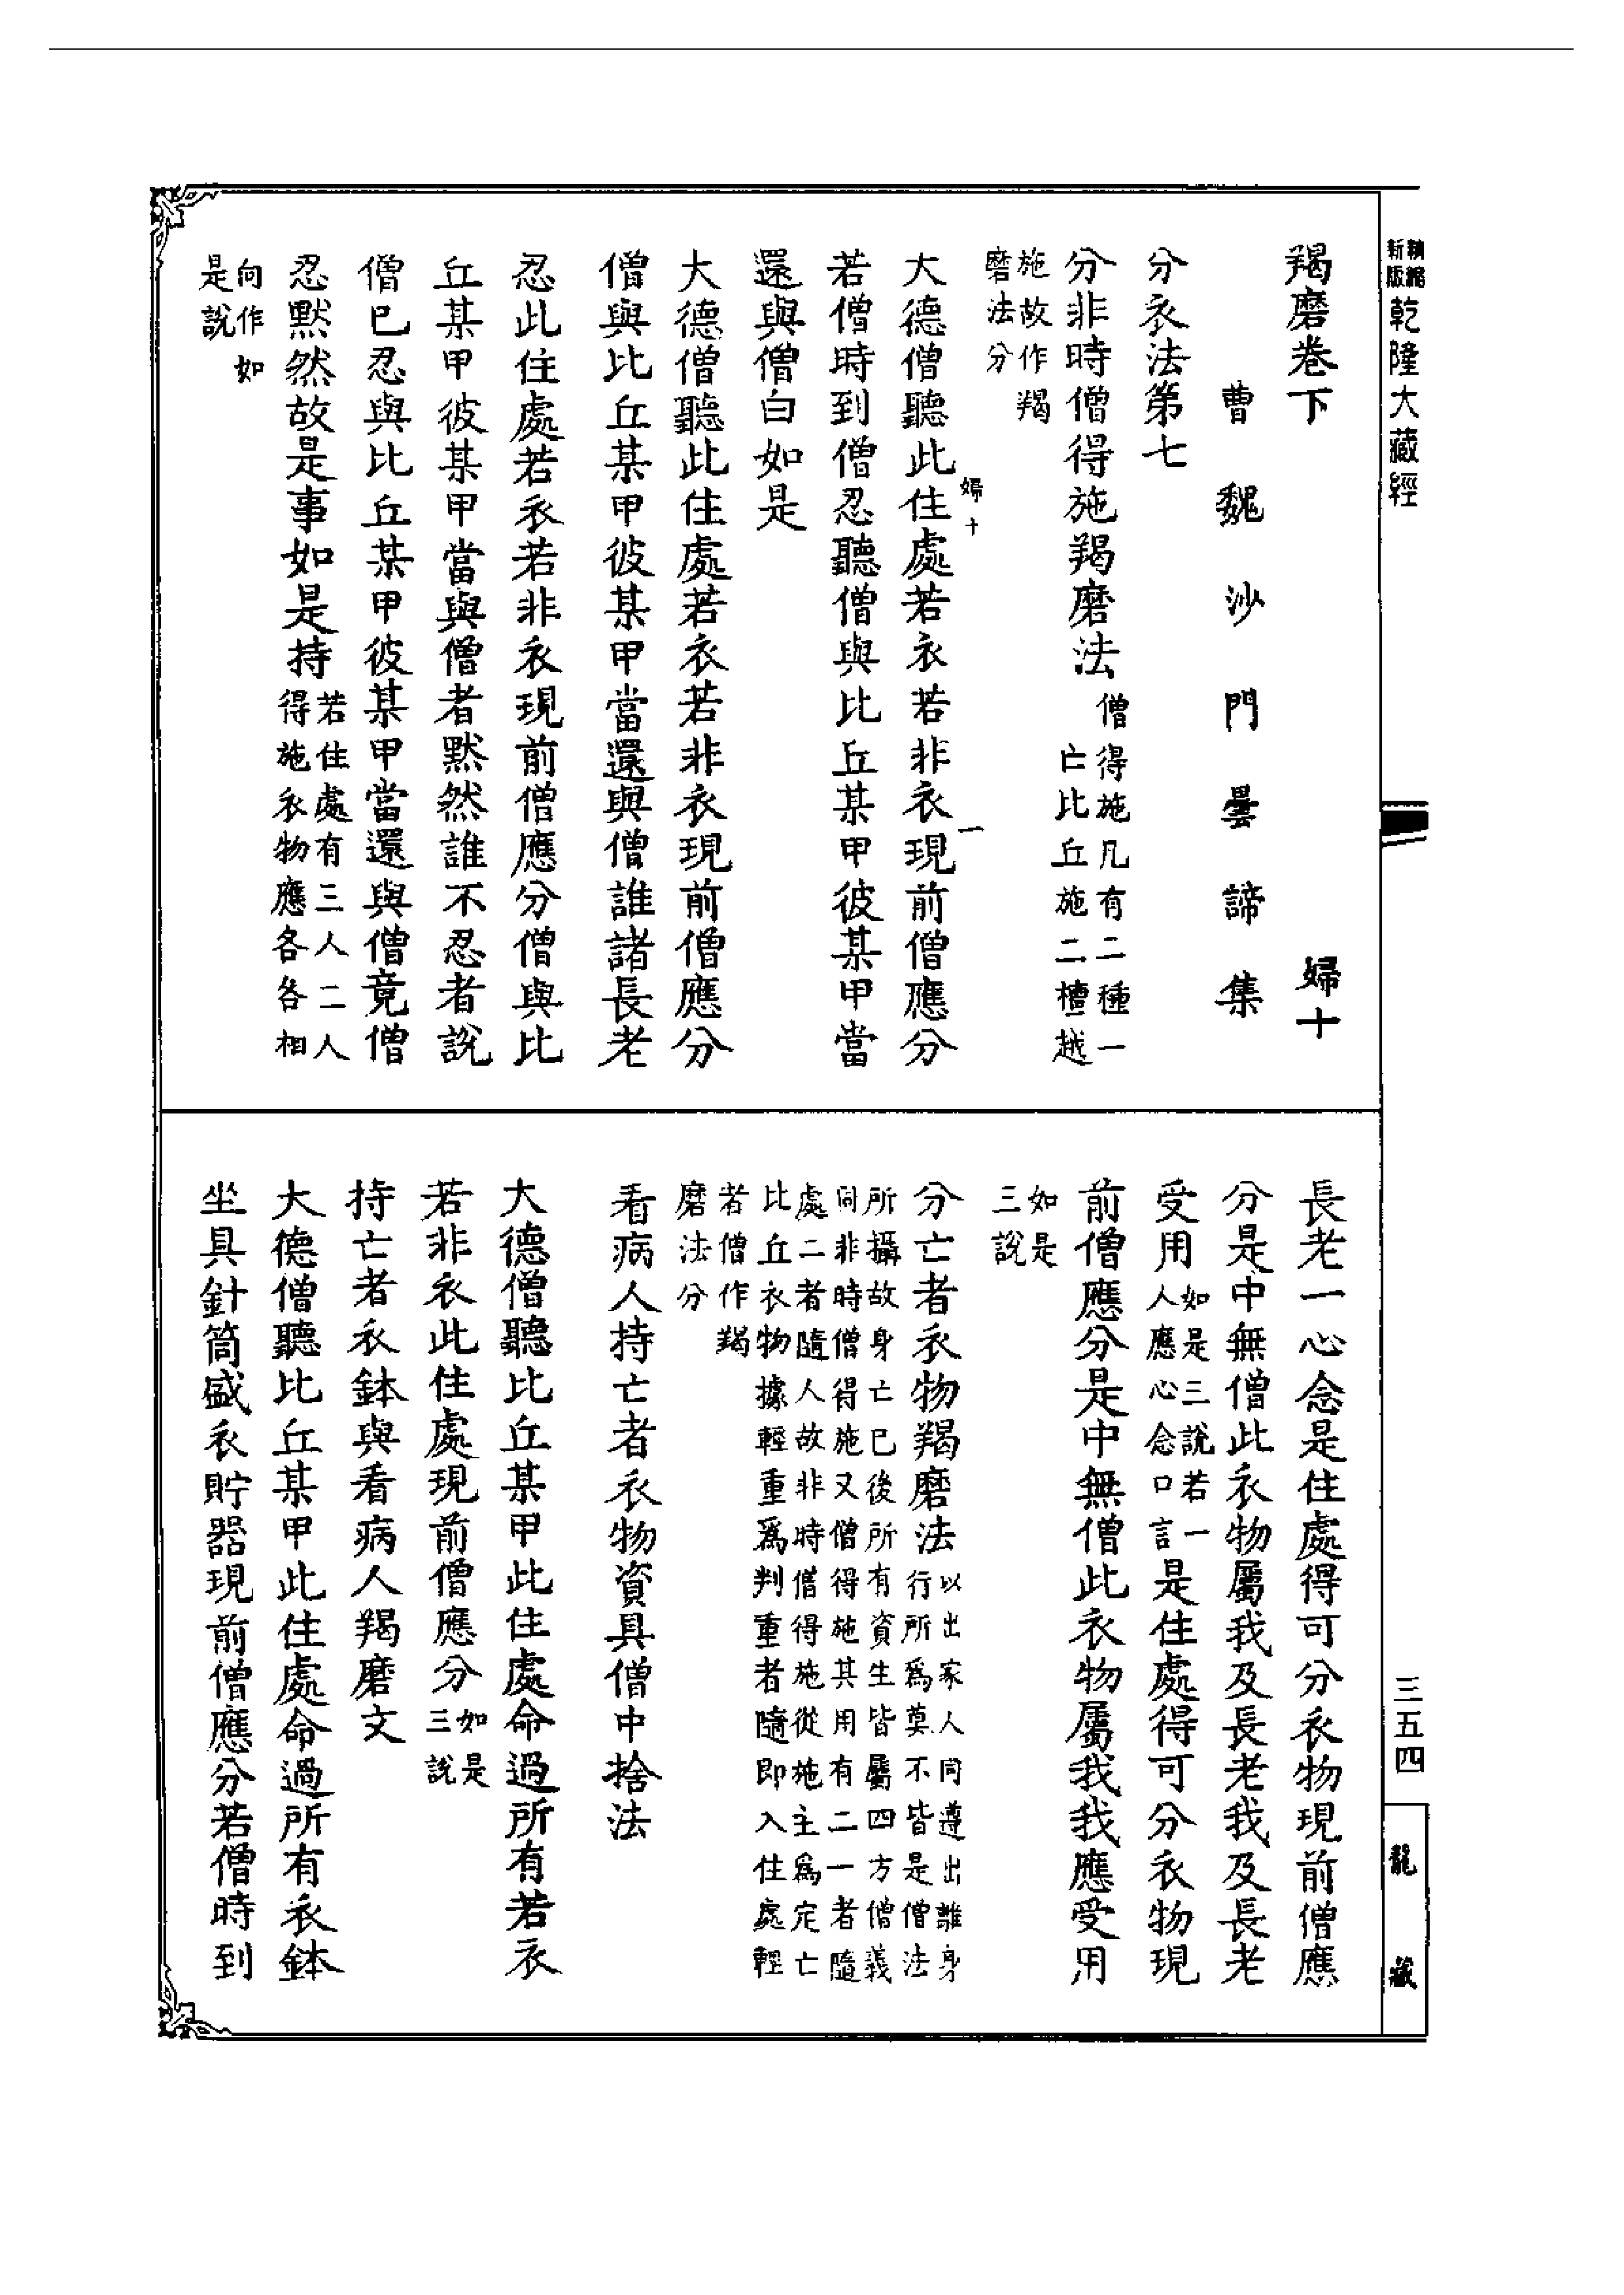 精縮新版乾隆大藏經
羯磨卷下 婦十
曹魏沙門曇諦集
分衣法第七
分非時僧得施羯磨法僧得施凡有二種一亡比丘施二檀越
施故作羯磨法分
大德僧聽此住處若衣若非衣現前僧應分
婦十 一
若僧時到僧忍聽僧與比丘某甲彼某甲當
還與僧白如是
大德僧聽此住處若衣若非衣現前僧應分
僧與比丘某甲彼某甲當還與僧誰諸長老
忍此住處若衣若非衣現前僧應分僧與比
丘某甲彼某甲當與僧者默然誰不忍者說
僧已忍與比丘某甲彼某甲當還與僧竟僧
忍默然故是事如是持若住處有三人二人得施衣物應各各相
向作如是說
長老一心念是住處得可分衣物現前僧應
分是中無僧此衣物屬我及長老我及長老
受用如是三說若一人應心念口言是住處得可分衣物現
前僧應分是中無僧此衣物屬我我應受用
如是三說
分亡者衣物羯磨法以出家人同遵出離身行所為莫不皆是僧法
所攝故身亡已後所有資生皆屬四方僧義同非時僧得施又僧得施其用有二一者隨
處二者隨人故非時僧得施從施主為定亡比丘衣物據輕重為判重者隨即入住處輕
者僧作羯磨法分
看病人持亡者衣物資具僧中捨法
大德僧聽比丘某甲此住處命過所有若衣
若非衣此住處現前僧應分如是三說
持亡者衣鉢與看病人羯磨文
大德僧聽比丘某甲此住處命過所有衣鉢
坐具針筒盛衣貯器現前僧應分若僧時到
三五四
龍藏